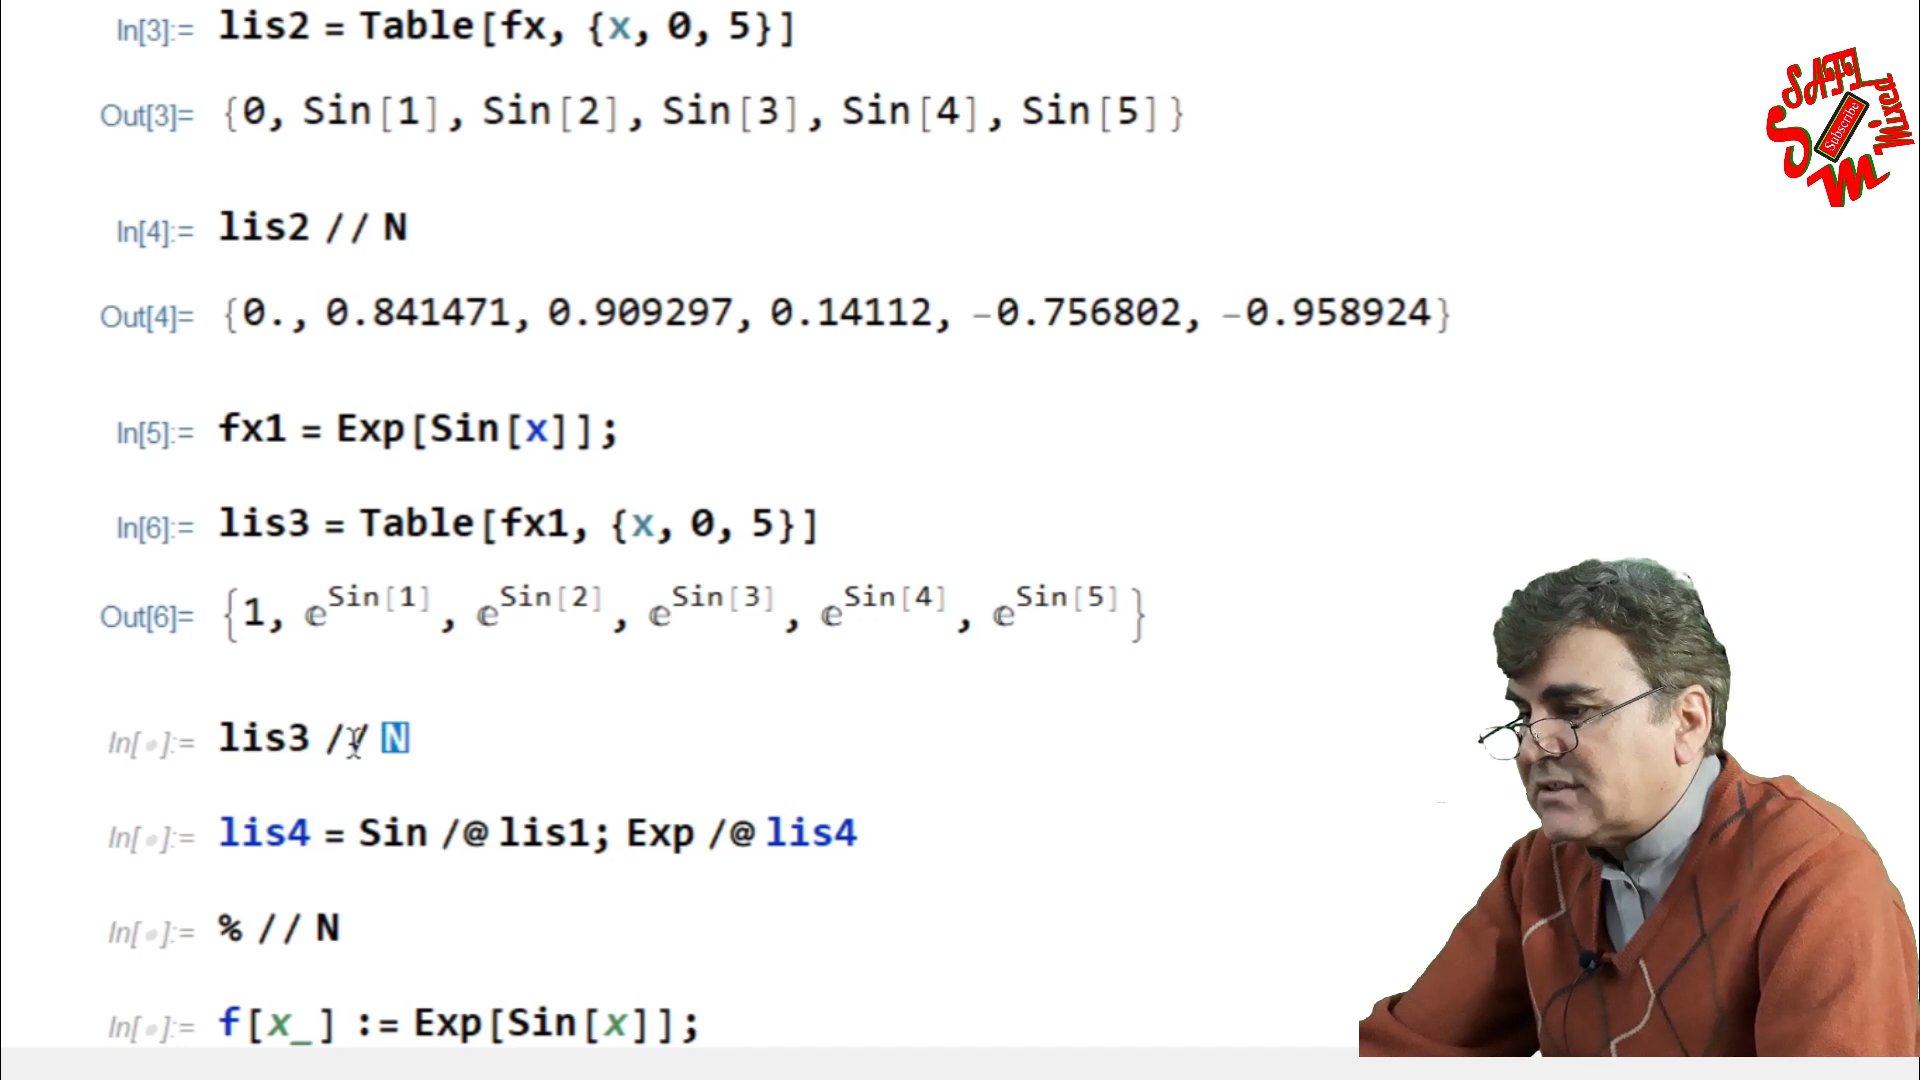 In[3]:= lis2 = Table[fx, {x, 0, 5}]
Out[3]= {0, Sin[1], Sin[2], Sin[3], Sin[4], Sin[5]}
In[4]:= lis2 // N
Out[4]= {0., 0.841471, 0.909297, 0.14112, -0.756802, -0.958924}
In[5]:= fx1 = Exp[Sin[x]];
In[6]:= lis3 = Table[fx1, {x, 0, 5}]
Out[6]= {1, ℯ^Sin[1], ℯ^Sin[2], ℯ^Sin[3], ℯ^Sin[4], ℯ^Sin[5]}
In[•]:= lis3 // N
In[•]:= lis4 = Sin /@ lis1; Exp /@ lis4
In[•]:= % // N
In[•]:= f[x_] := Exp[Sin[x]];
Subscribe